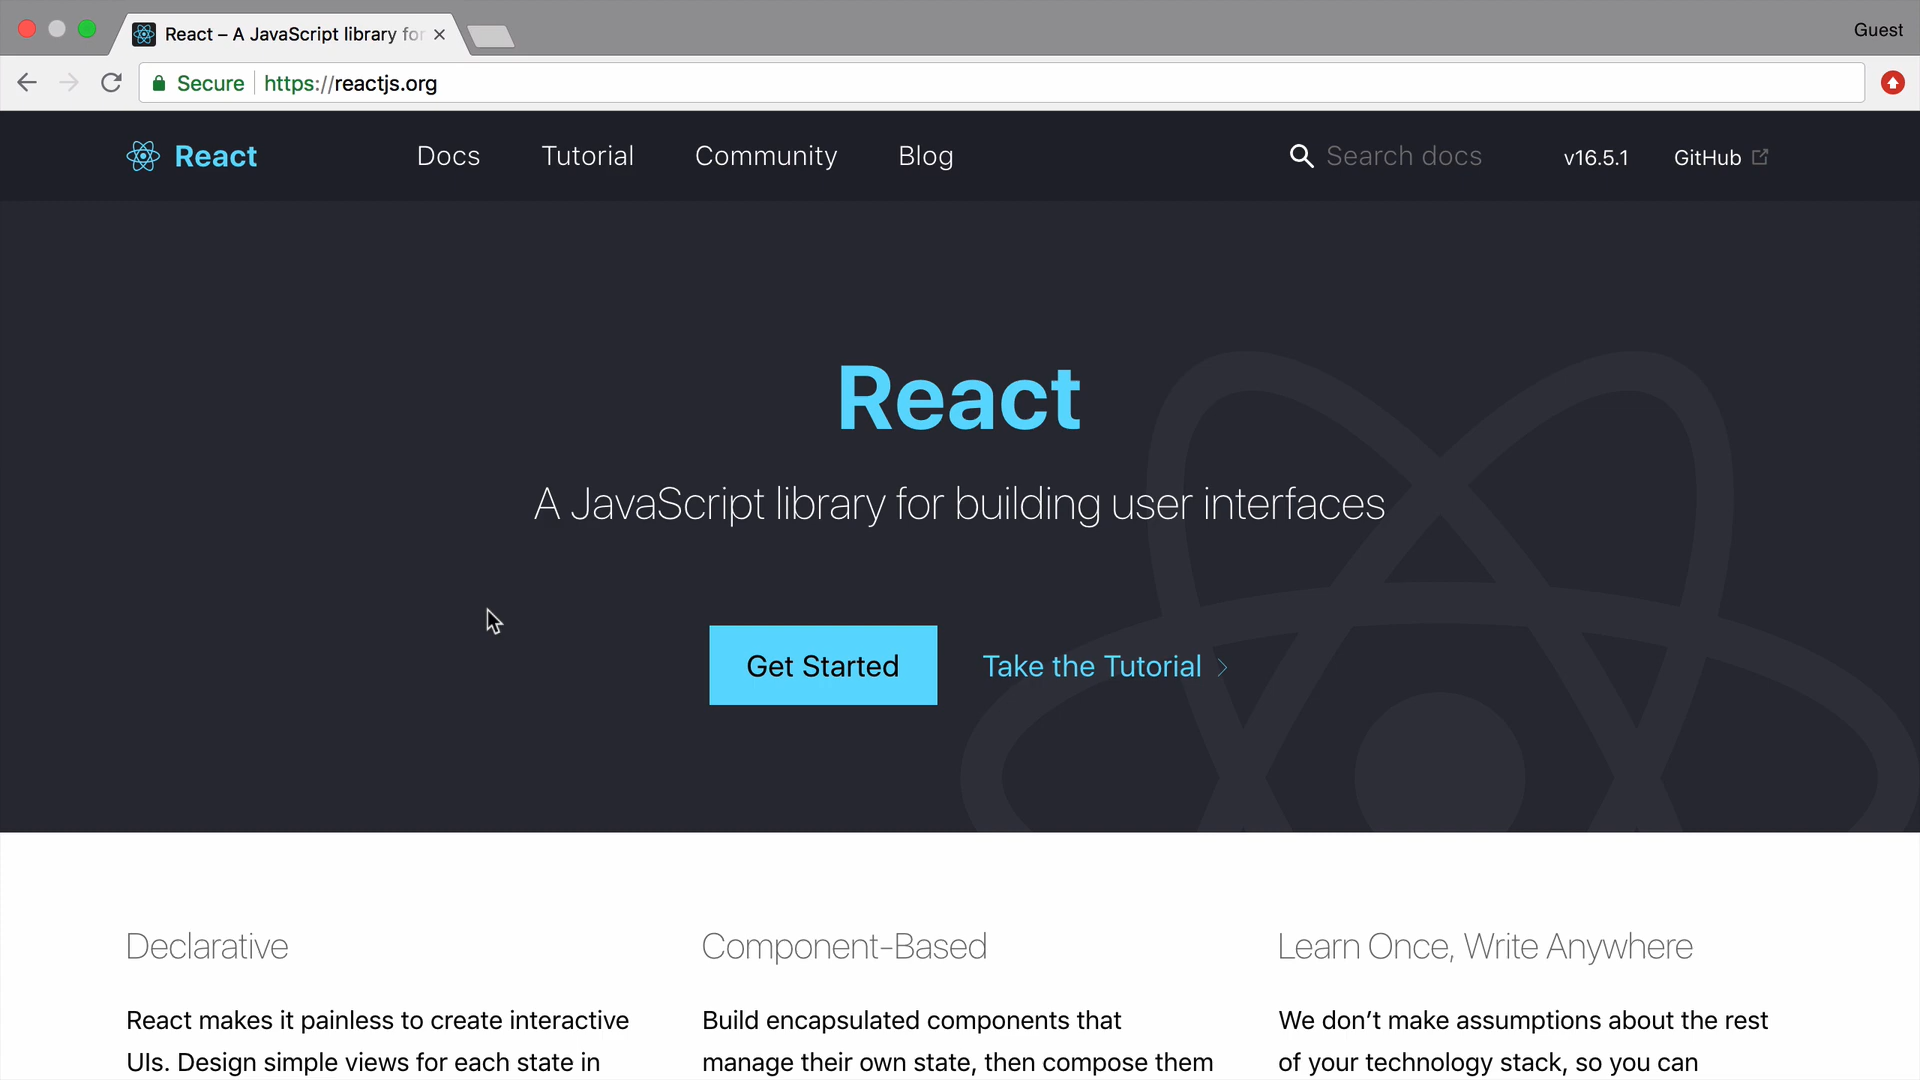 React – A JavaScript library for
Guest
Secure https://reactjs.org
React Docs Tutorial Community Blog Search docs v16.5.1 GitHub
React
A JavaScript library for building user interfaces
Get Started Take the Tutorial
Declarative
React makes it painless to create interactive
UIs. Design simple views for each state in
Component-Based
Build encapsulated components that
manage their own state, then compose them
Learn Once, Write Anywhere
We don’t make assumptions about the rest
of your technology stack, so you can